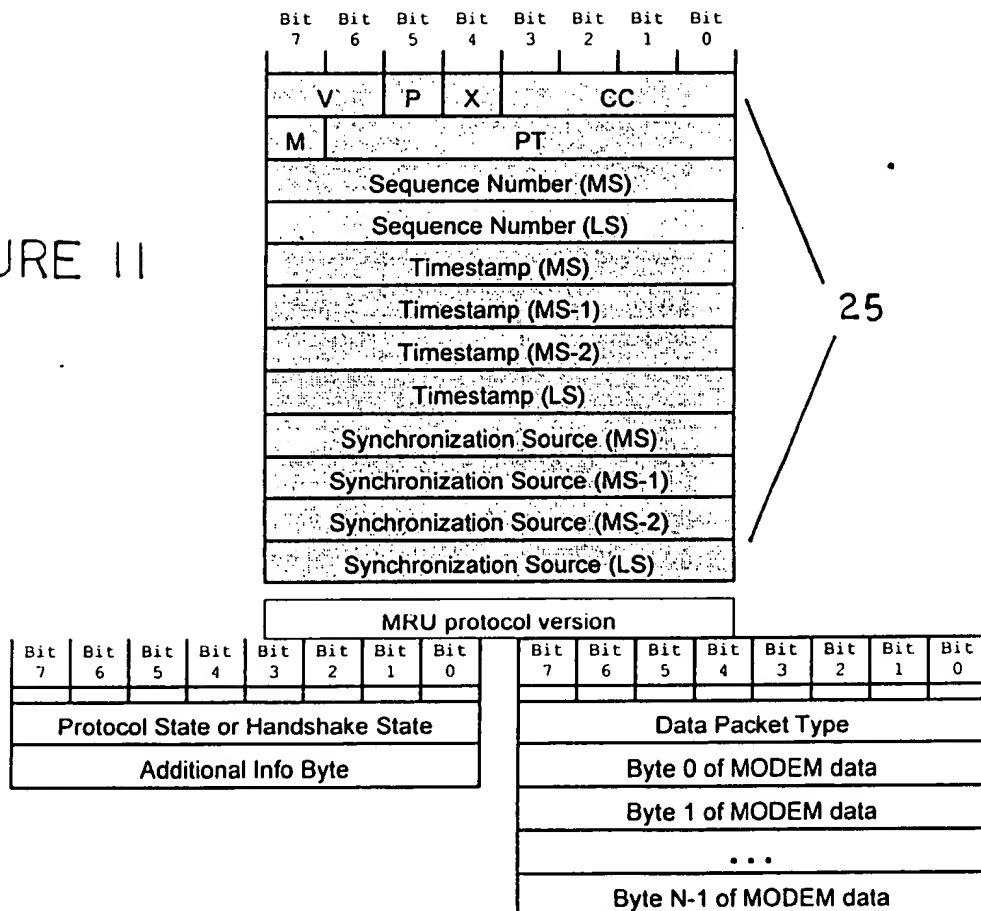 Bit Bit Bit Bit Bit Bit Bit Bit
7 6 5 4 3 2 1 0
V P X CC
M PT
Sequence Number (MS)
Sequence Number (LS)
URE 11
Timestamp (MS)
Timestamp (MS-1)
25
Timestamp (MS-2)
Timestamp (LS)
Synchronization Source (MS)
Synchronization Source (MS-1)
Synchronization Source (MS-2)
Synchronization Source (LS)
MRU protocol version
Bit Bit Bit Bit Bit Bit Bit Bit
7 6 5 4 3 2 1 0
Protocol State or Handshake State
Additional Info Byte
Bit Bit Bit Bit Bit Bit Bit Bit
7 6 5 4 3 2 1 0
Data Packet Type
Byte 0 of MODEM data
Byte 1 of MODEM data
...
Byte N-1 of MODEM data